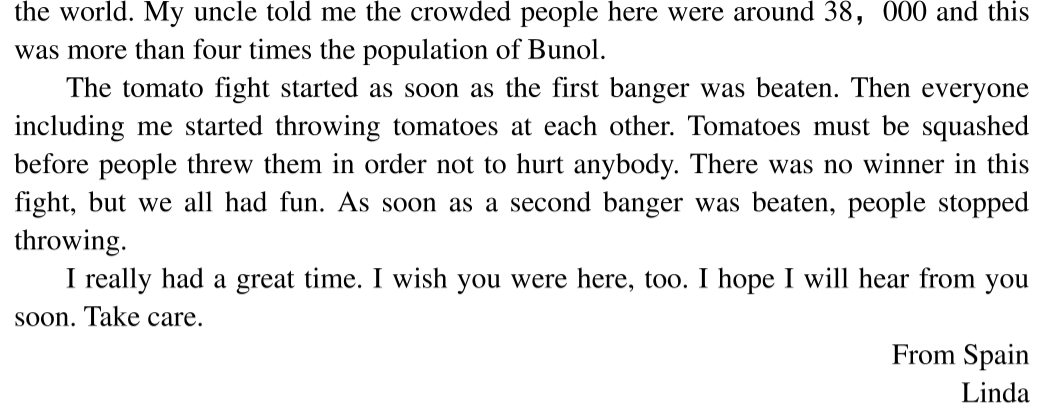 the world. My uncle told me the crowded people here were around 38，000 and this
was more than four times the population of Bunol.
The tomato fight started as soon as the first banger was beaten. Then everyone
including me started throwing tomatoes at each other. Tomatoes must be squashed
before people threw them in order not to hurt anybody. There was no winner in this
fight, but we all had fun. As soon as a second banger was beaten, people stopped
throwing.
I really had a great time. I wish you were here, too. I hope I will hear from you
soon. Take care.
From Spain
Linda